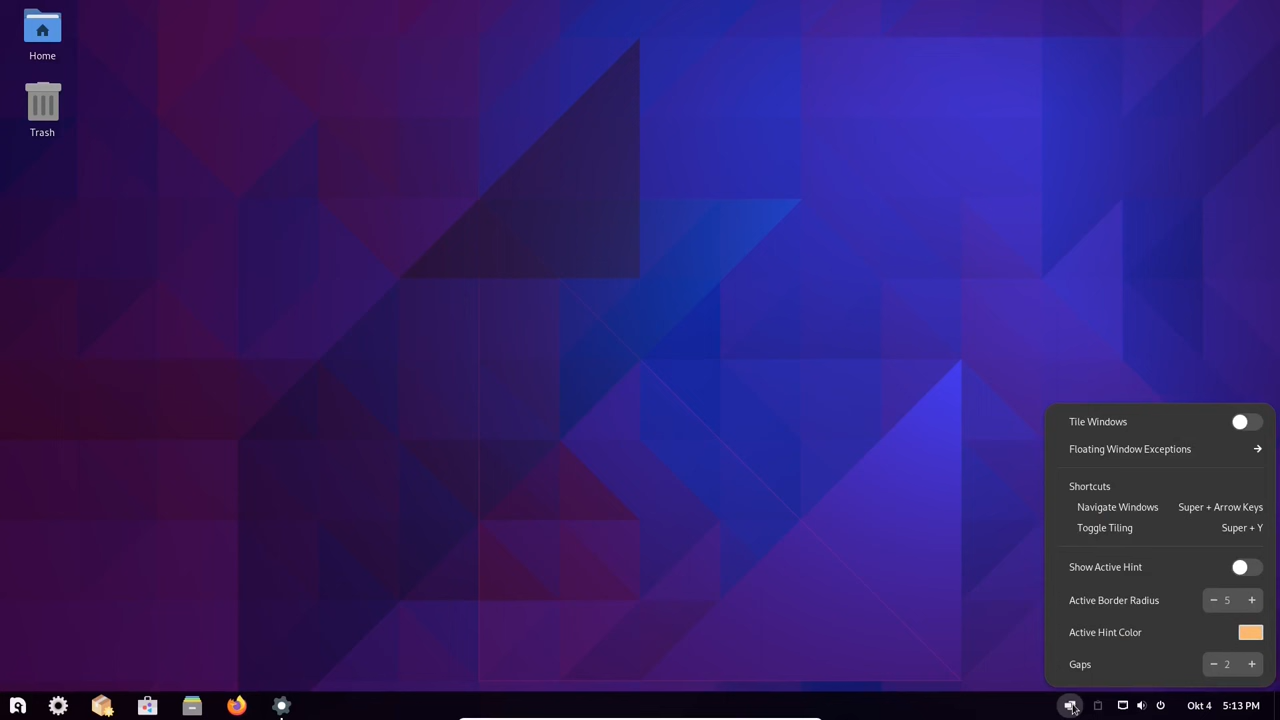 Home
Trash
Tile Windows
Floating Window Exceptions
Shortcuts
Navigate Windows Super + Arrow Keys
Toggle Tiling Super + Y
Show Active Hint
Active Border Radius − 5 +
Active Hint Color
Gaps − 2 +
Okt 4 5:13 PM